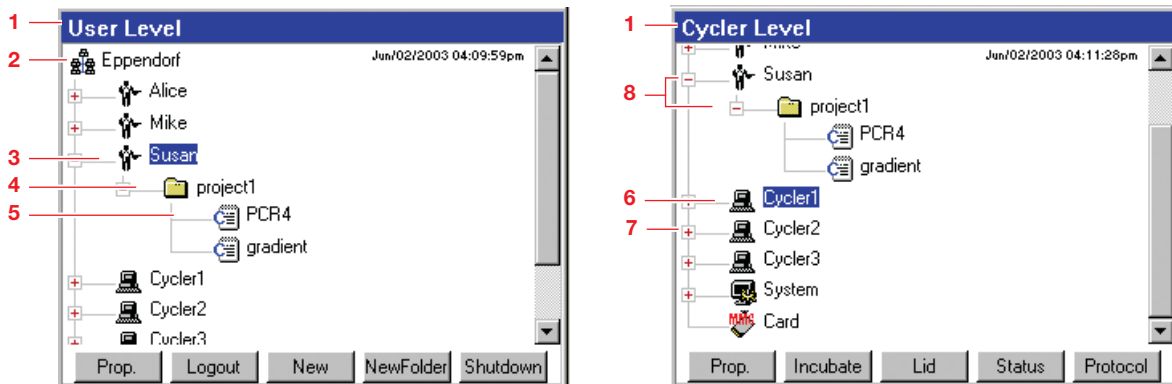 1 User Level
2 Eppendorf Jun/02/2003 04:09:59pm
Alice
Mike
3 Susan
4 project1
5 PCR4
gradient
Cycler1
Cycler2
Cycler3
Prop. Logout New NewFolder Shutdown
1 Cycler Level
Mike Jun/02/2003 04:11:28pm
Susan
8
project1
PCR4
gradient
6 Cycler1
7 Cycler2
Cycler3
System
MMC Card
Prop. Incubate Lid Status Protocol